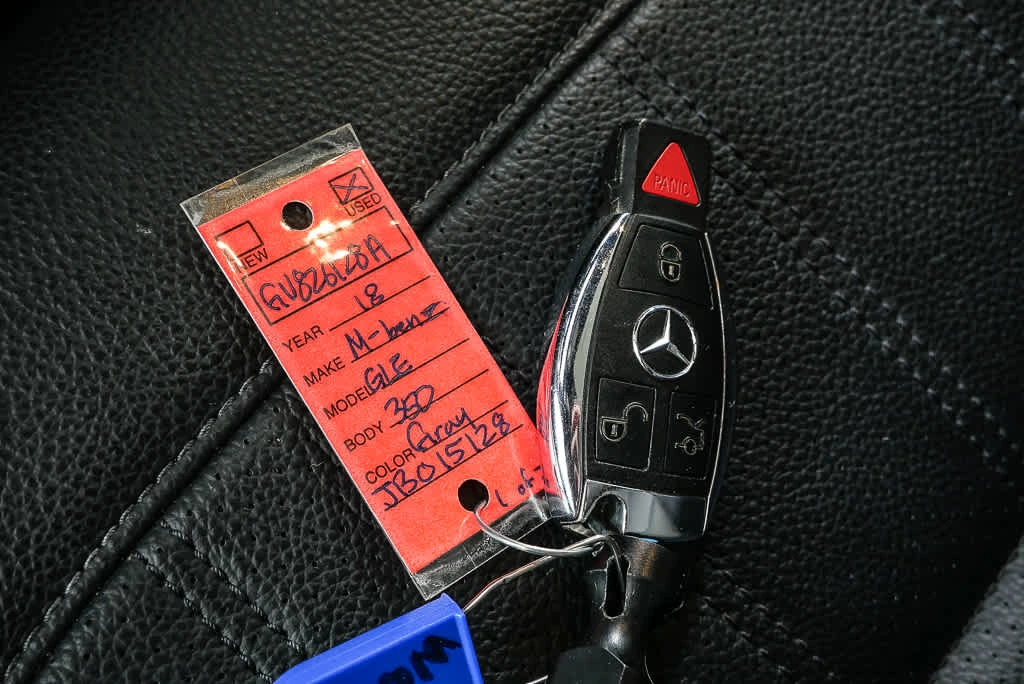 USED
NEW
GV826128A
YEAR 18
MAKE M-benz
MODEL GLE
BODY 350
COLOR Gray
JB015128
1 of
PANIC